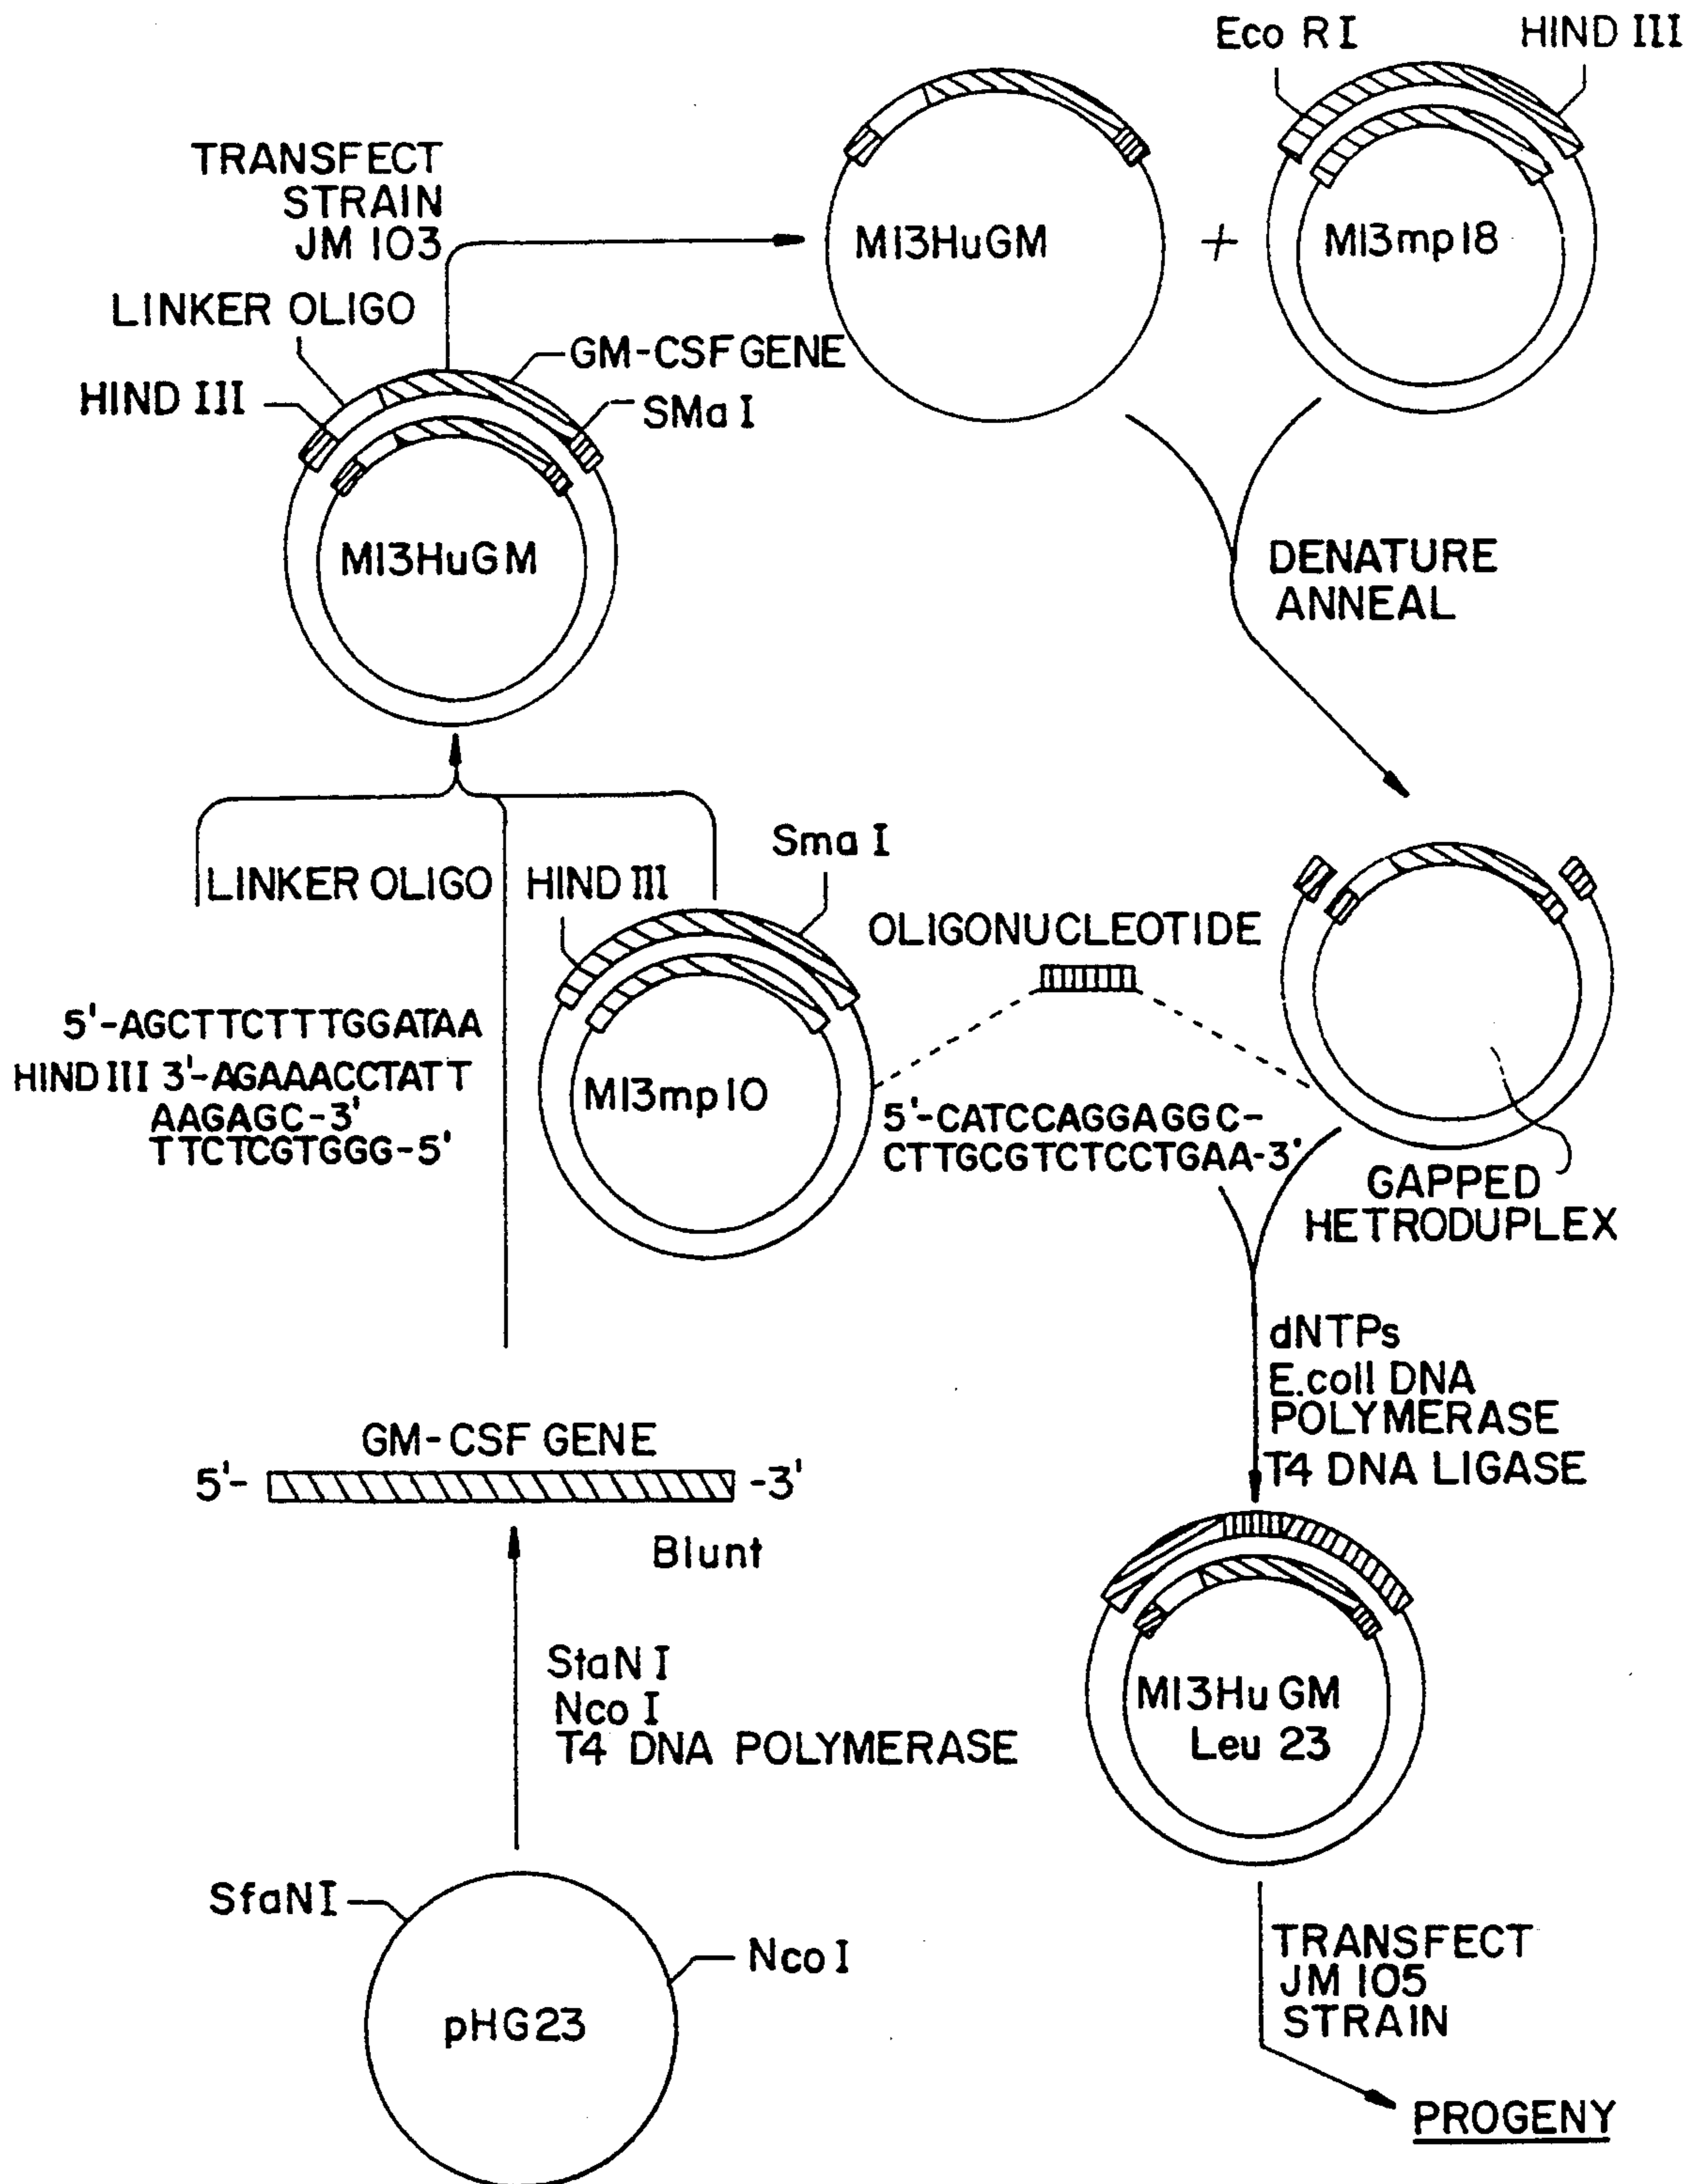 Eco RI
HIND III
TRANSFECT
STRAIN
JM 103
M13HuGM
+
M13mp18
LINKER OLIGO
GM-CSF GENE
HIND III
SMa I
M13HuGM
DENATURE
ANNEAL
Sma I
LINKER OLIGO
HIND III
OLIGONUCLEOTIDE
5'-AGCTTCTTTGGATAA
HIND III 3'-AGAAACCTATT
AAGAGC-3'
TTCTCGTGGG-5'
M13mp10
5'-CATCCAGGAGGC-
CTTGCGTCTCCTGAA-3'
GAPPED
HETRODUPLEX
dNTPs
E.coli DNA
POLYMERASE
T4 DNA LIGASE
GM-CSF GENE
5'-
-3'
Blunt
StaN I
Nco I
T4 DNA POLYMERASE
M13Hu GM
Leu 23
SfaNI
Nco I
pHG23
TRANSFECT
JM 105
STRAIN
PROGENY